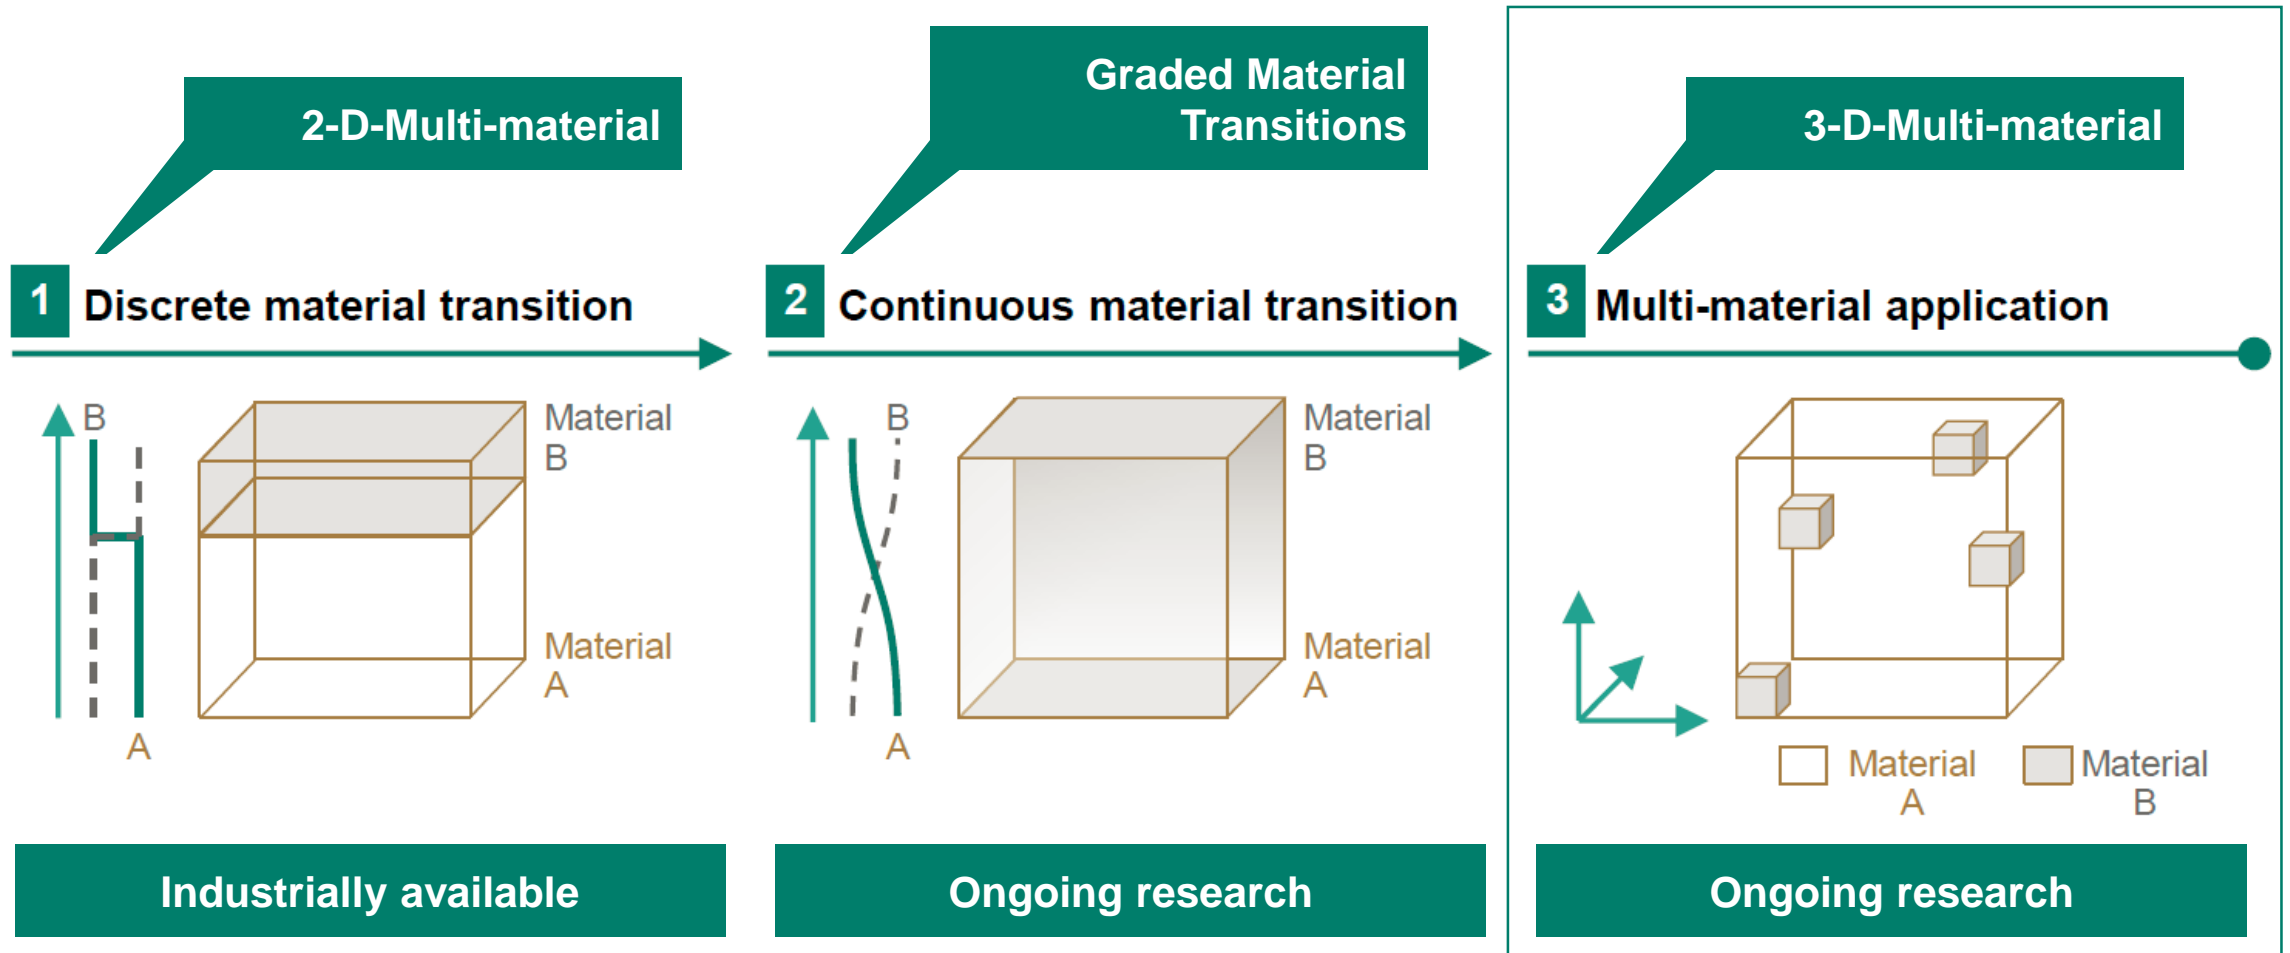 2-D-Multi-material
1
Discrete material transition
B
Material
B
Material
A
A
Industrially available
Graded Material
Transitions
2
Continuous material transition
B
Material
B
Material
A
A
Ongoing research
3-D-Multi-material
3
Multi-material application
Material
A
Material
B
Ongoing research